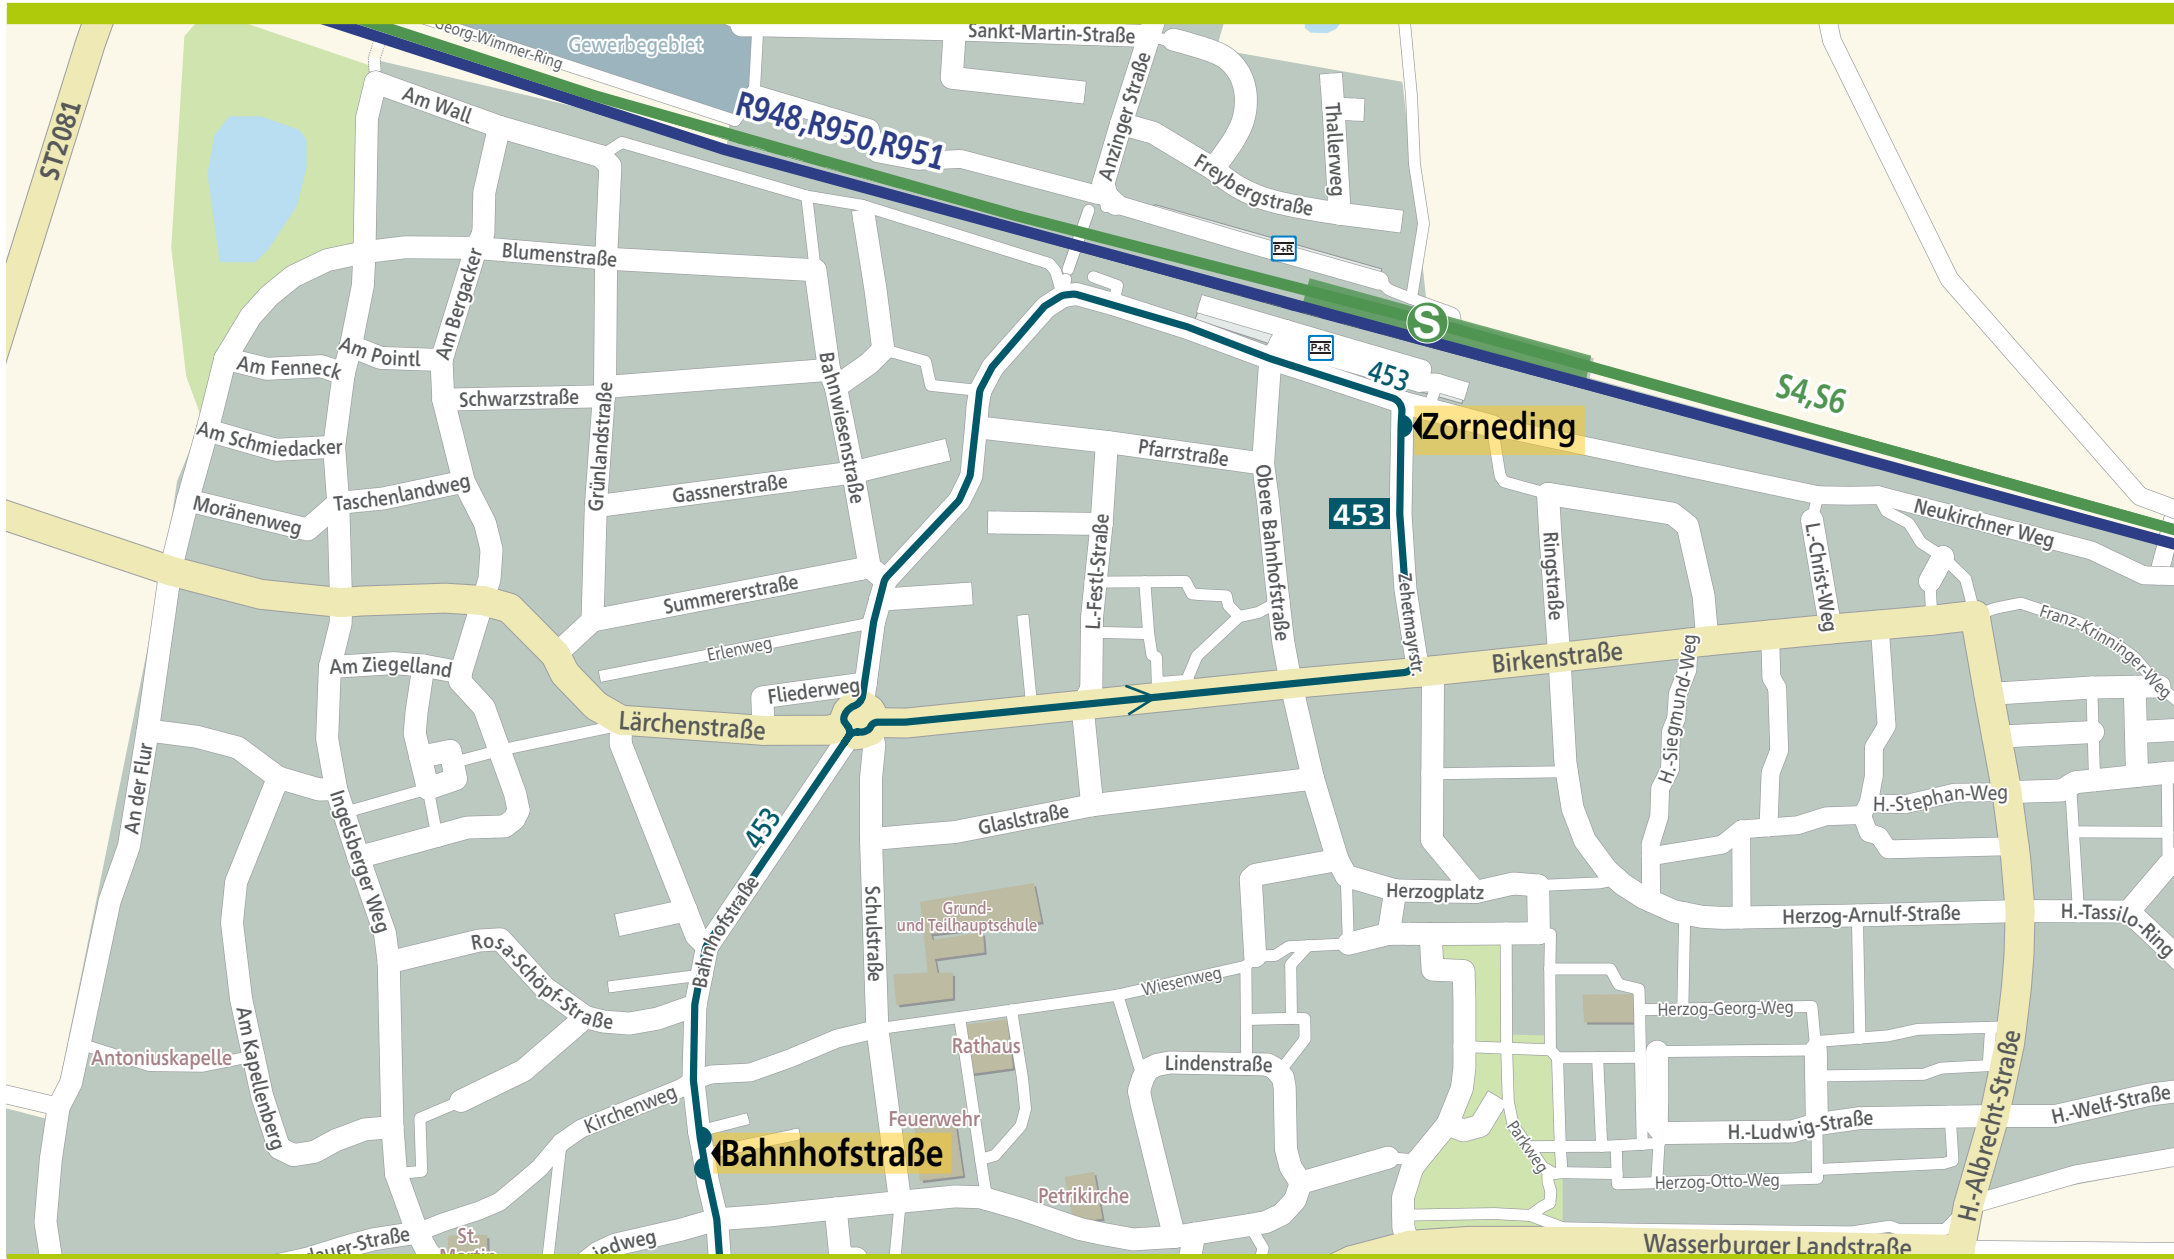 Georg-Wimmer-Ring
Gewerbegebiet
Sankt-Martin-Straße
ST2081
Am Wall
R948,R950,R951
Anzinger Straße
Thallerweg
Freybergstraße
Blumenstraße
Am Bergacker
P+R
S
P+R
Am Pointl
Am Fenneck
Schwarzstraße
Grünlandstraße
Bahnwiesenstraße
453
S4,S6
Zorneding
Am Schmiedacker
Pfarrstraße
Obere Bahnhofstraße
Taschenlandweg
Gassnerstraße
Moränenweg
453
L.-Festl-Straße
Ringstraße
L.-Christ-Weg
Neukirchner Weg
Summererstraße
Zehetmayrstr.
Erlenweg
Franz-Krinninger-Weg
Am Ziegelland
Fliederweg
Birkenstraße
H.-Siegmund-Weg
Lärchenstraße
An der Flur
Ingelsberger Weg
453
Glaslstraße
H.-Stephan-Weg
Bahnhofstraße
Schulstraße
Grund-
und Teilhauptschule
Herzogplatz
Herzog-Arnulf-Straße
H.-Tassilo-Ring
Rosa-Schöpf-Straße
Wiesenweg
Herzog-Georg-Weg
Am Kapellenberg
Antoniuskapelle
Rathaus
Lindenstraße
H.-Albrecht-Straße
Kirchenweg
Feuerwehr
Parkweg
H.-Ludwig-Straße
H.-Welf-Straße
Bahnhofstraße
Herzog-Otto-Weg
Petrikirche
St.
Martin
Wasserburger Landstraße